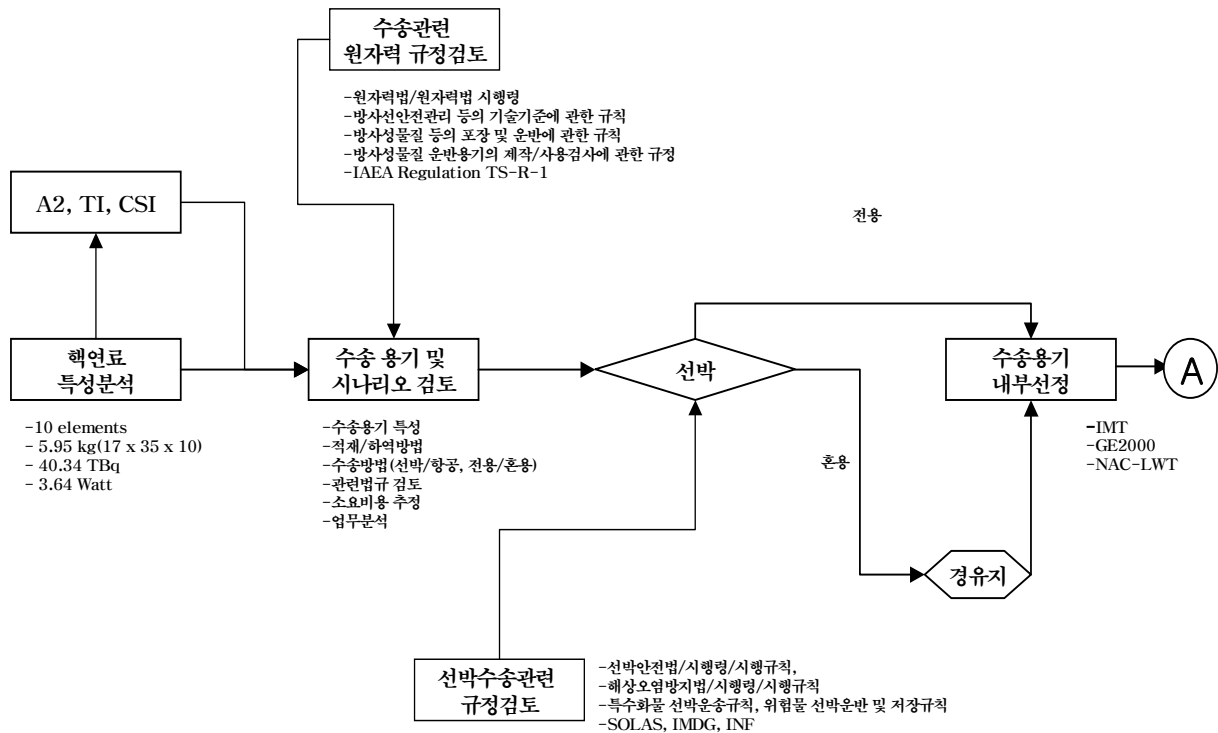 수송관련
원자력 규정검토
-원자력법/원자력법 시행령
-방사선안전관리 등의 기술기준에 관한 규칙
-방사성물질 등의 포장 및 운반에 관한 규칙
-방사성물질 운반용기의 제작/사용검사에 관한 규정
-IAEA Regulation TS-R-1
A2, TI, CSI
전용
핵연료
특성분석
-10 elements
- 5.95 kg(17 x 35 x 10)
- 40.34 TBq
- 3.64 Watt
수송 용기 및
시나리오 검토
-수송용기 특성
-적재/하역방법
-수송방법(선박/항공, 전용/혼용)
-관련법규 검토
-소요비용 추정
-업무분석
선박
혼용
수송용기
내부선정
-IMT
-GE2000
-NAC-LWT
A
경유지
선박수송관련
규정검토
-선박안전법/시행령/시행규칙,
-해상오염방지법/시행령/시행규칙
-특수화물 선박운송규칙, 위험물 선박운반 및 저장규칙
-SOLAS, IMDG, INF